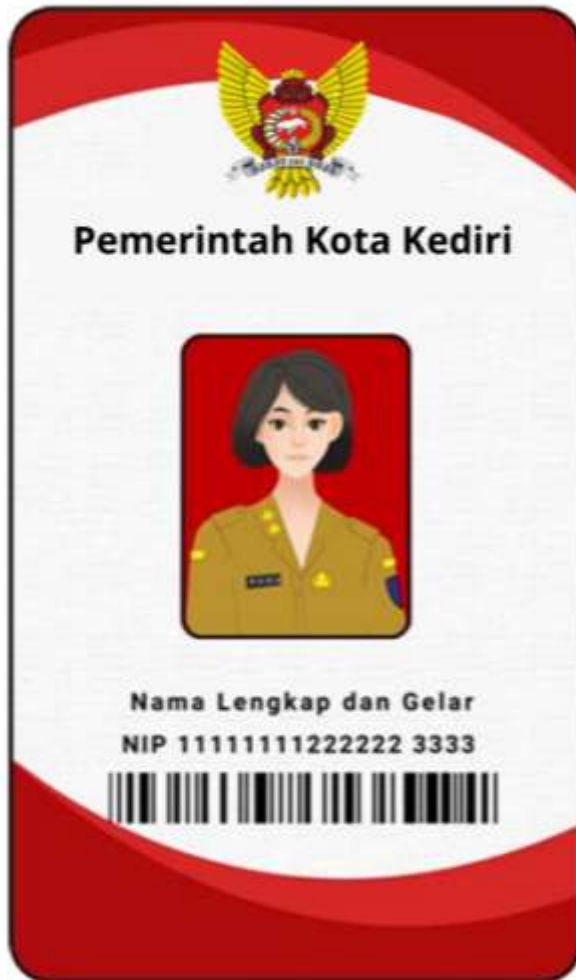 Pemerintah Kota Kediri
Nama Lengkap dan Gelar
NIP 11111111222222 3333